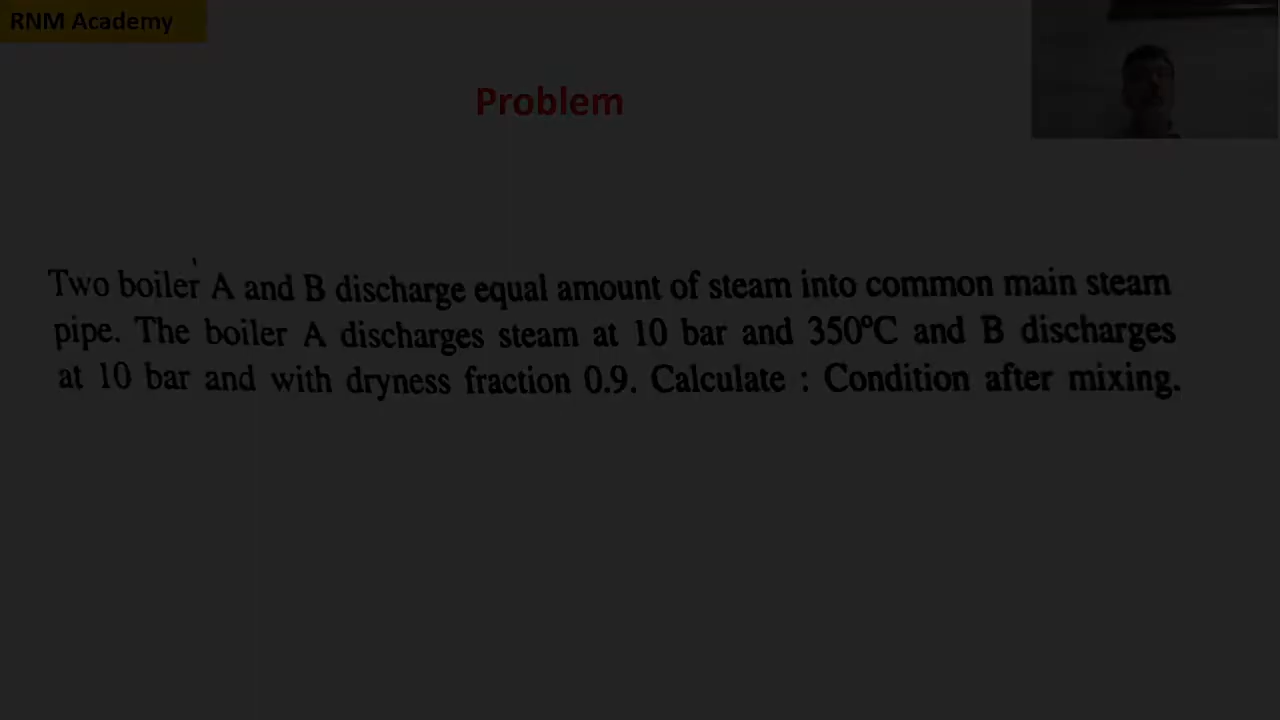 RNM Academy
Problem
Two boiler A and B discharge equal amount of steam into common main steam
pipe. The boiler A discharges steam at 10 bar and 350ºC and B discharges
at 10 bar and with dryness fraction 0.9. Calculate : Condition after mixing.